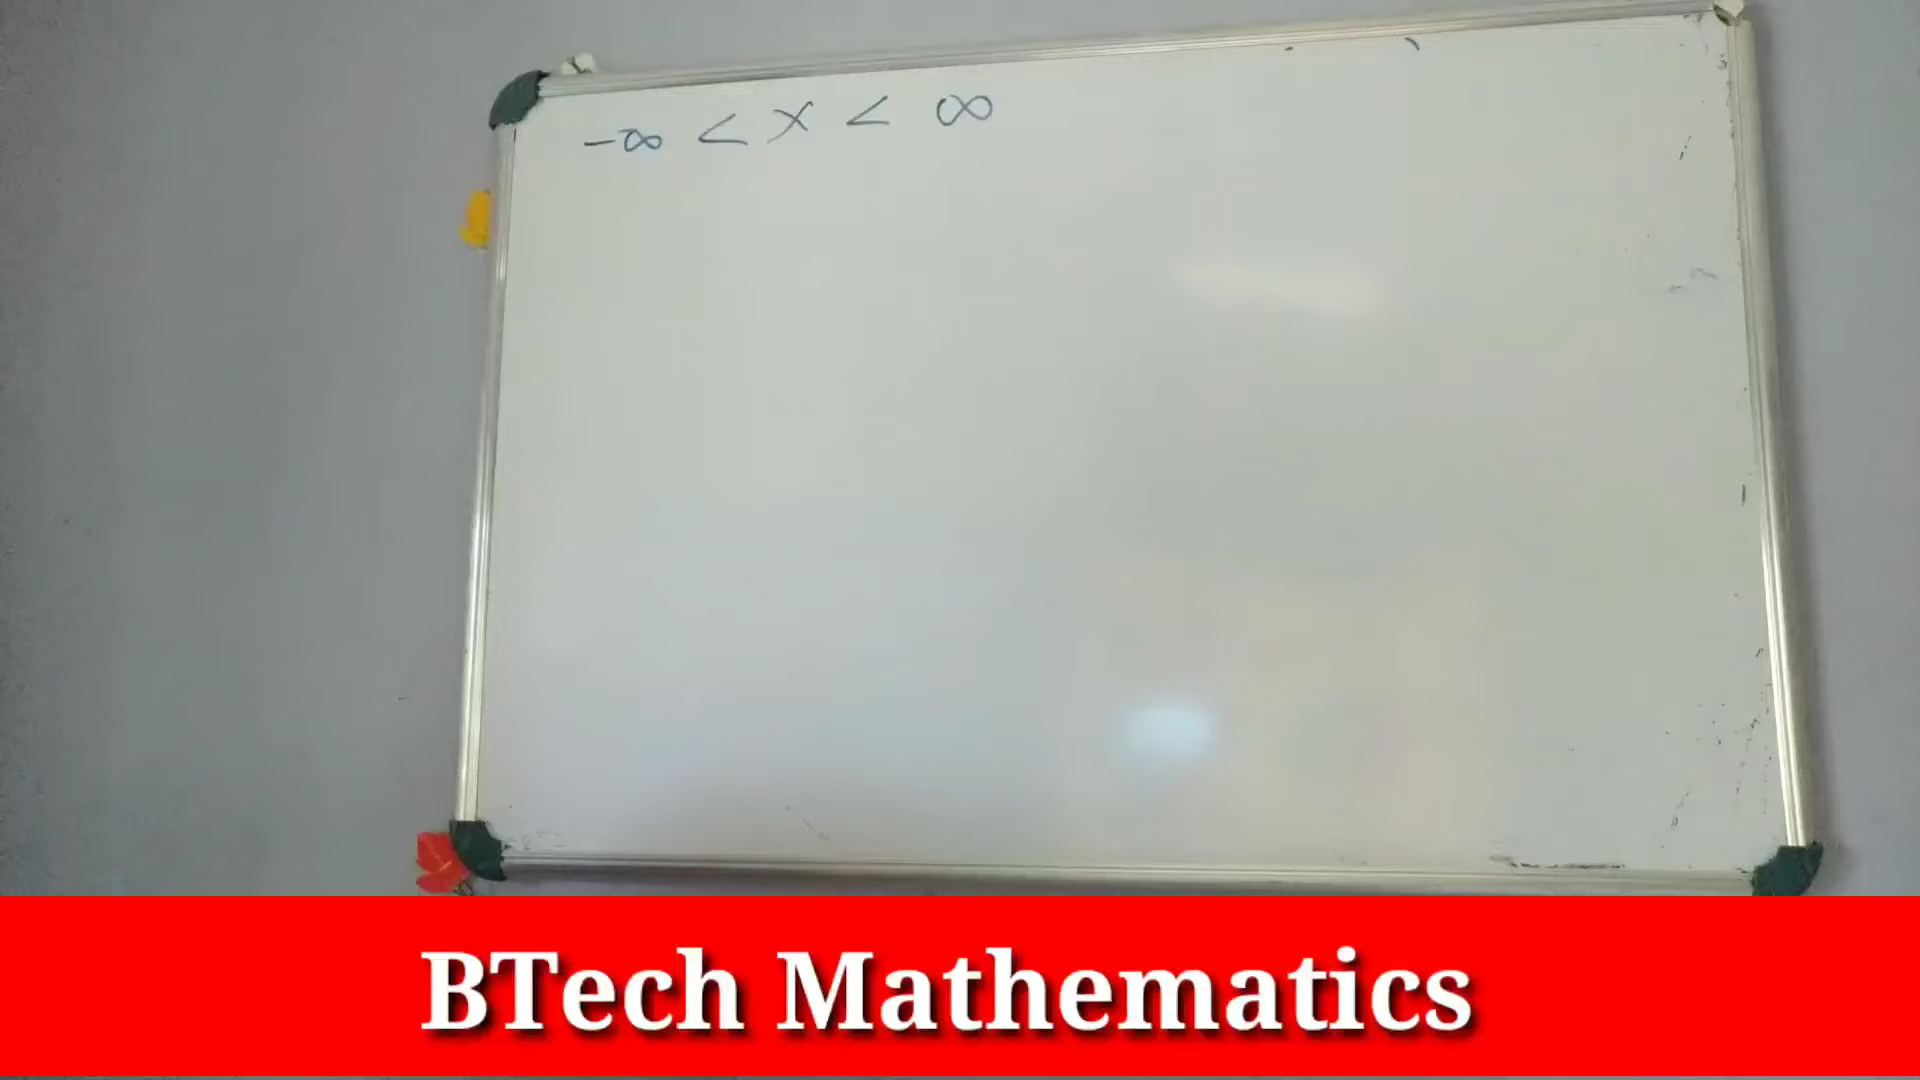 -∞ < x < ∞
BTech Mathematics